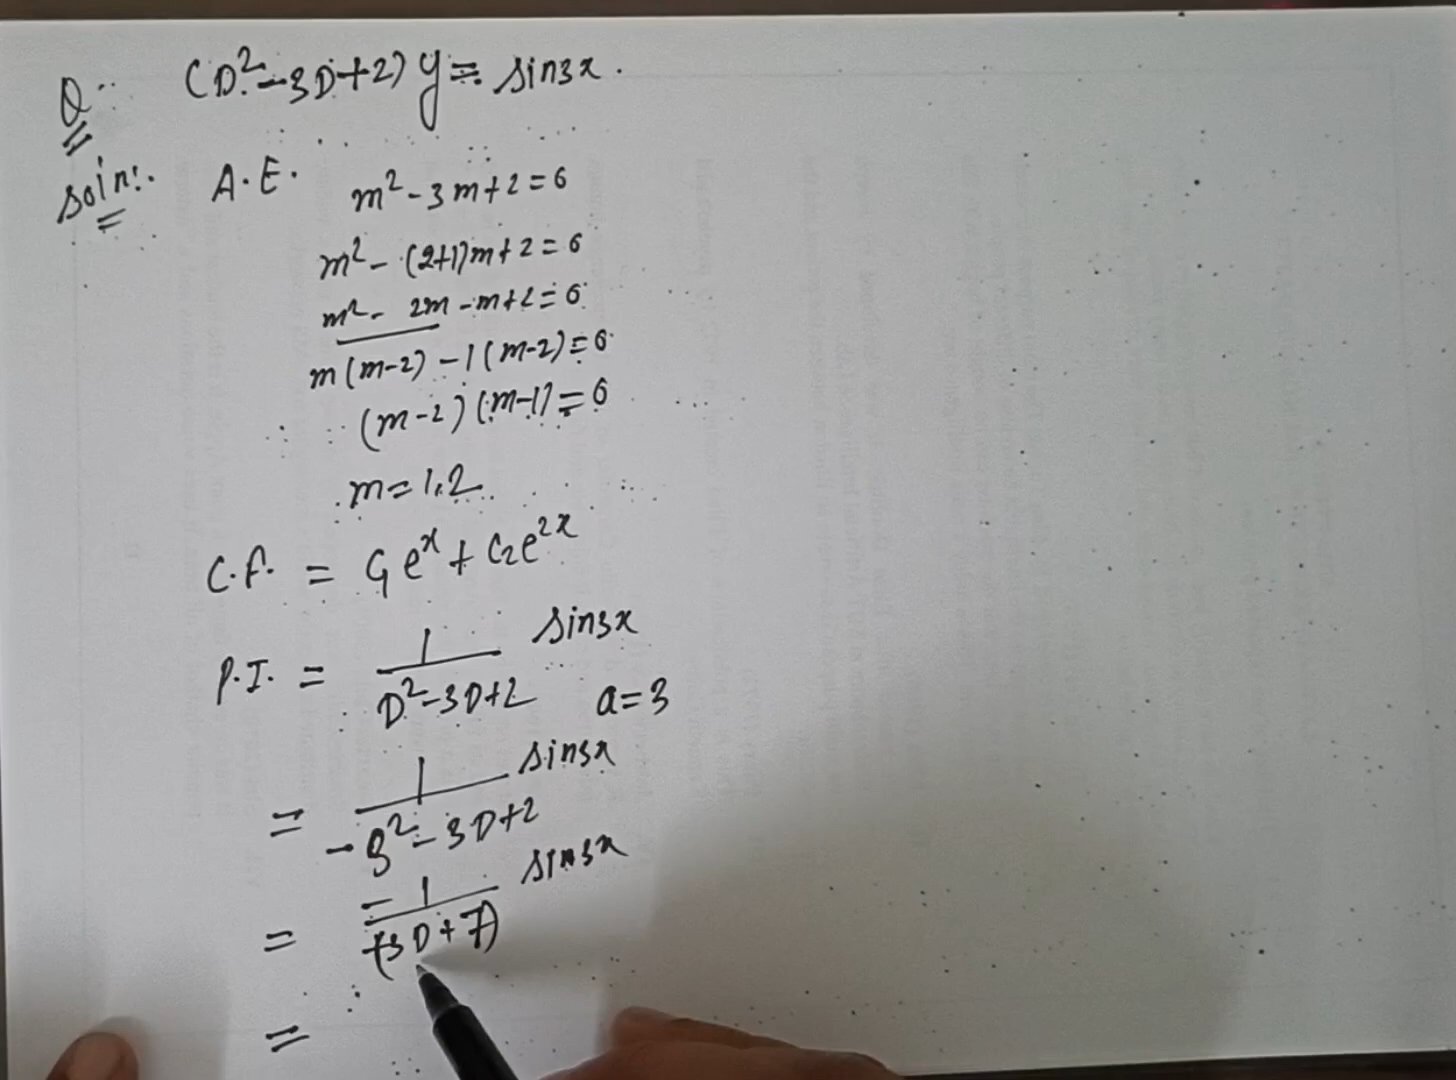 Q:- (D²-3D+2) y = sin3x.
soln:. A.E. m²-3m+2=0
m²-(2+1)m+2=0
m²-2m-m+2=0
m(m-2)-1(m-2)=0
(m-2)(m-1)=0
m=1,2
C.F. = C₁eˣ + C₂e²ˣ
P.I. = 1/(D²-3D+2) sin3x a=3
= 1/(-3²-3D+2) sin3x
= -1/(3D+7) sin3x
=